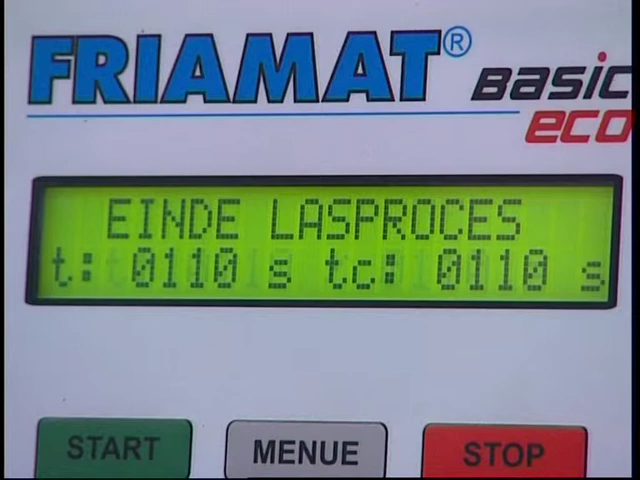 FRIAMAT®
Basic
eco
EINDE LASPROCES
t: 0110 s tc: 0110 s
START
MENUE
STOP